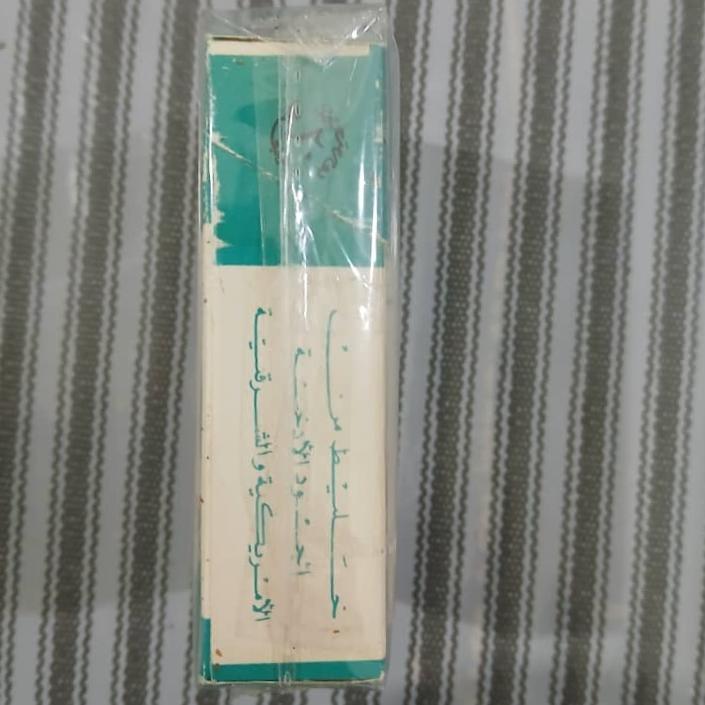 خليط من
أجود الأدخنة
الأمريكية والشرقية